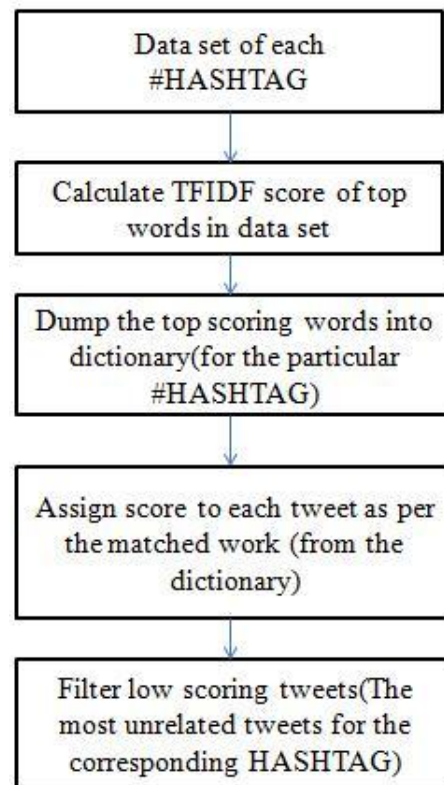 Data set of each
#HASHTAG
Calculate TFIDF score of top
words in data set
Dump the top scoring words into
dictionary(for the particular
#HASHTAG)
Assign score to each tweet as per
the matched work (from the
dictionary)
Filter low scoring tweets(The
most unrelated tweets for the
corresponding HASHTAG)